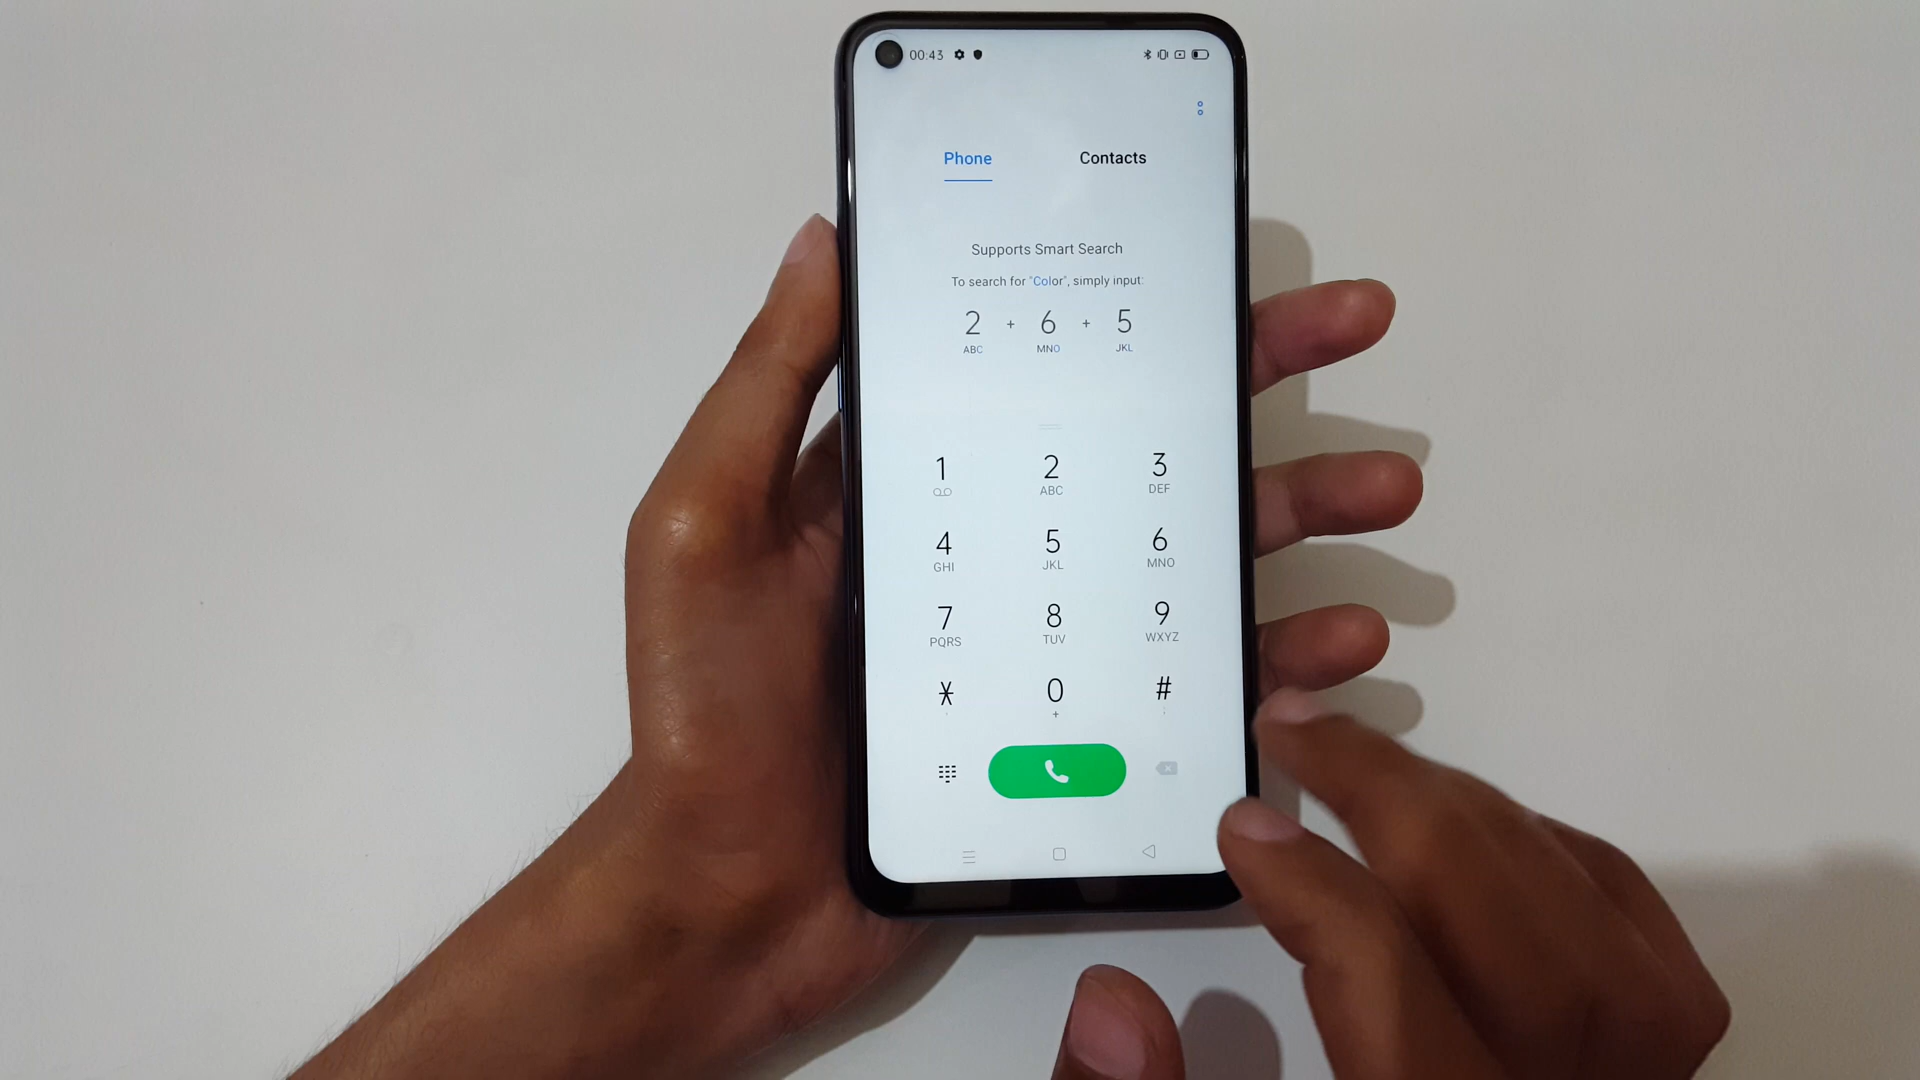 00:43
Phone Contacts
Supports Smart Search
To search for "Color", simply input:
2 + 6 + 5
ABC MNO JKL
1 2 3
ABC DEF
4 5 6
GHI JKL MNO
7 8 9
PQRS TUV WXYZ
* 0 #
+